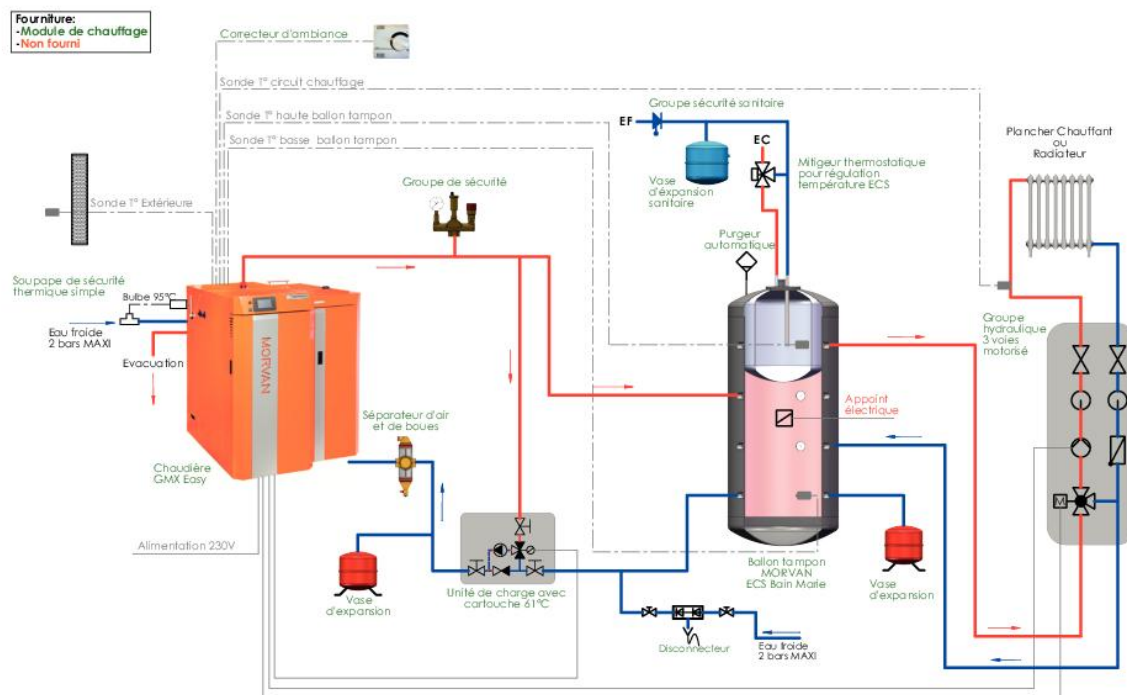 Fourniture:
-Module de chauffage
-Non fourni
Correcteur d'ambiance
Sonde T° circuit chauffage
Sonde T° haute ballon tampon
Sonde T° basse ballon tampon
Sonde T° Extérieure
Groupe de sécurité
Groupe sécurité sanitaire
EF
EC
Vase
d'éxpansion
sanitaire
Mitigeur thermostatique
pour régulation
température ECS
Plancher Chauffant
ou
Radiateur
Purgeur
automatique
Soupape de sécurité
thermique simple
Bulbe 95°C
Eau froide
2 bars MAXI
Evacuation
MORVAN
Groupe
hydraulique
3 voies
motorisé
Appoint
électrique
Séparateur d'air
et de boues
Chaudière
GMX Easy
M
Alimentation 230V
Vase
d'expansion
Unité de charge avec
cartouche 61°C
Ballon tampon
MORVAN
ECS Bain Marie
Vase
d'expansion
Disconnecteur
Eau froide
2 bars MAXI